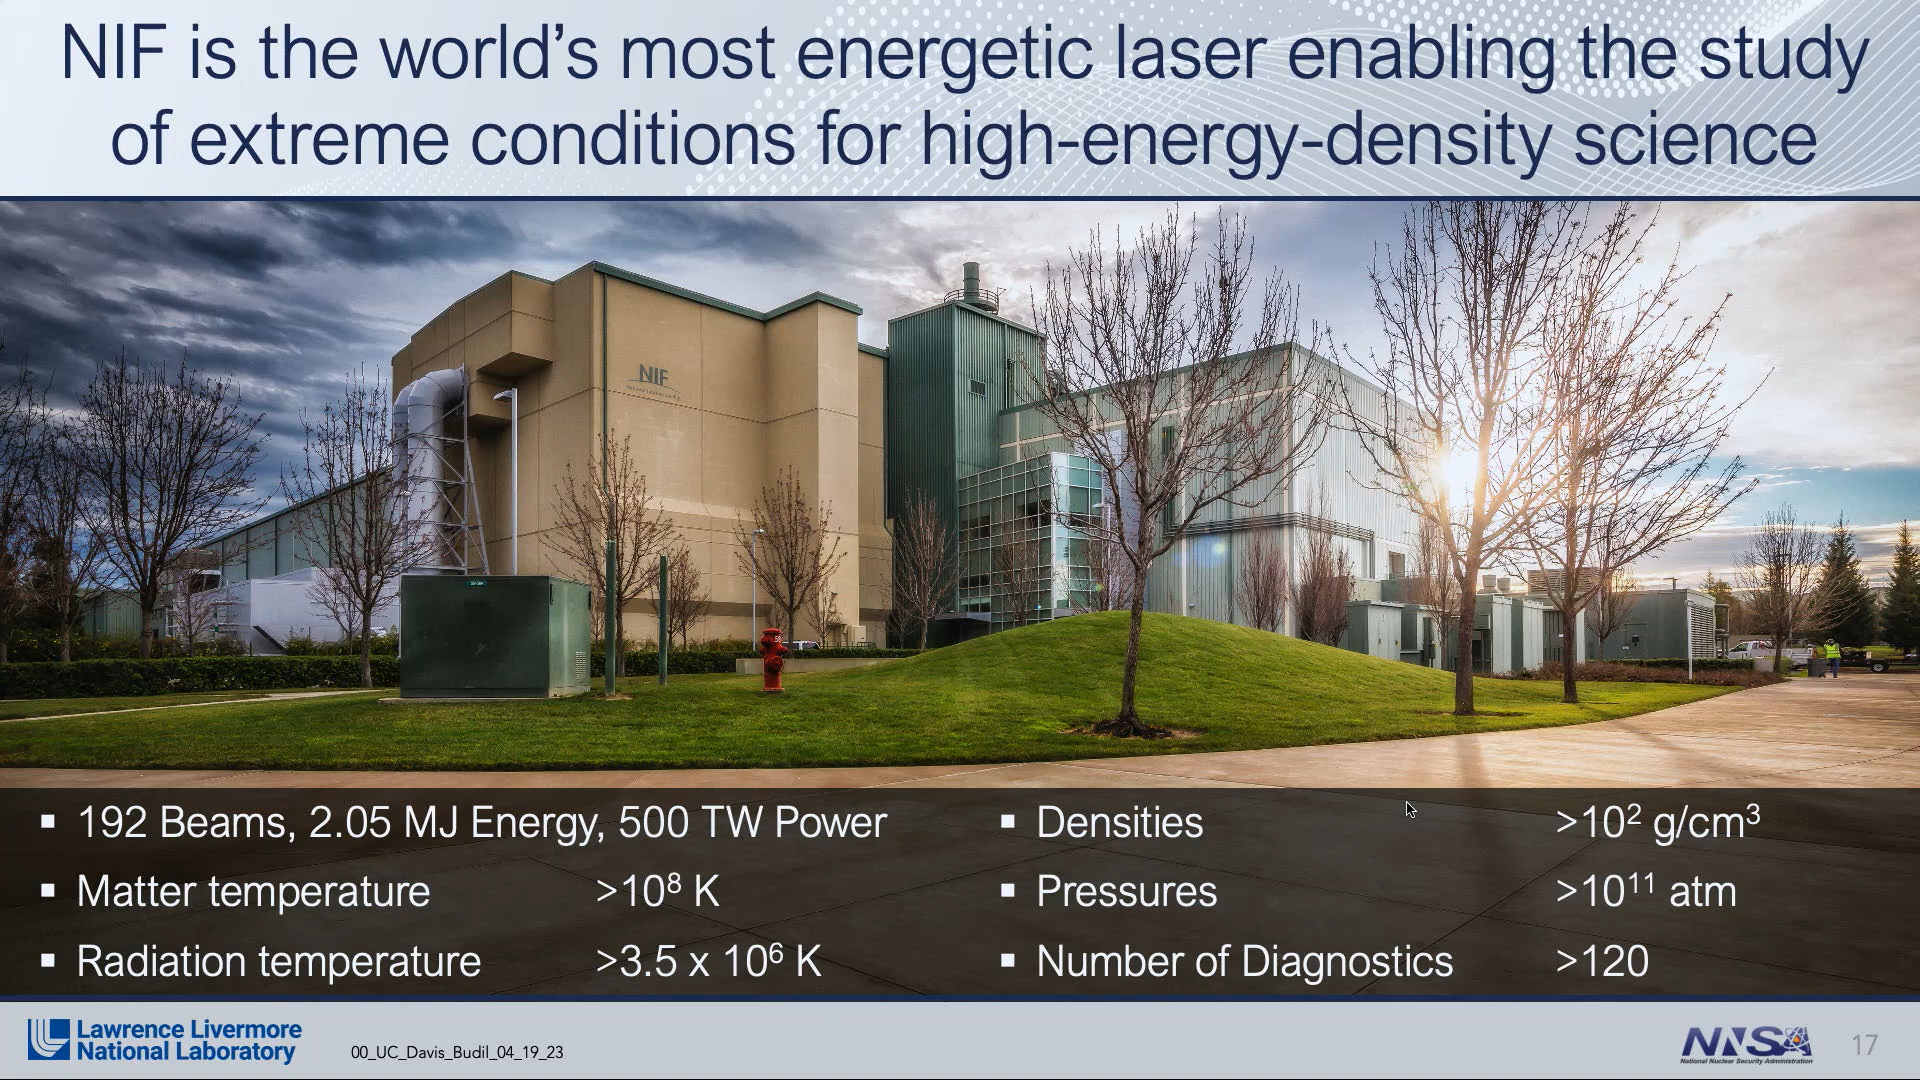 NIF is the world's most energetic laser enabling the study
of extreme conditions for high-energy-density science
NIF
▪ 192 Beams, 2.05 MJ Energy, 500 TW Power
▪ Matter temperature >10⁸ K
▪ Radiation temperature >3.5 x 10⁶ K
▪ Densities >10² g/cm³
▪ Pressures >10¹¹ atm
▪ Number of Diagnostics >120
Lawrence Livermore
National Laboratory
00_UC_Davis_Budil_04_19_23
NNSA
National Nuclear Security Administration
17